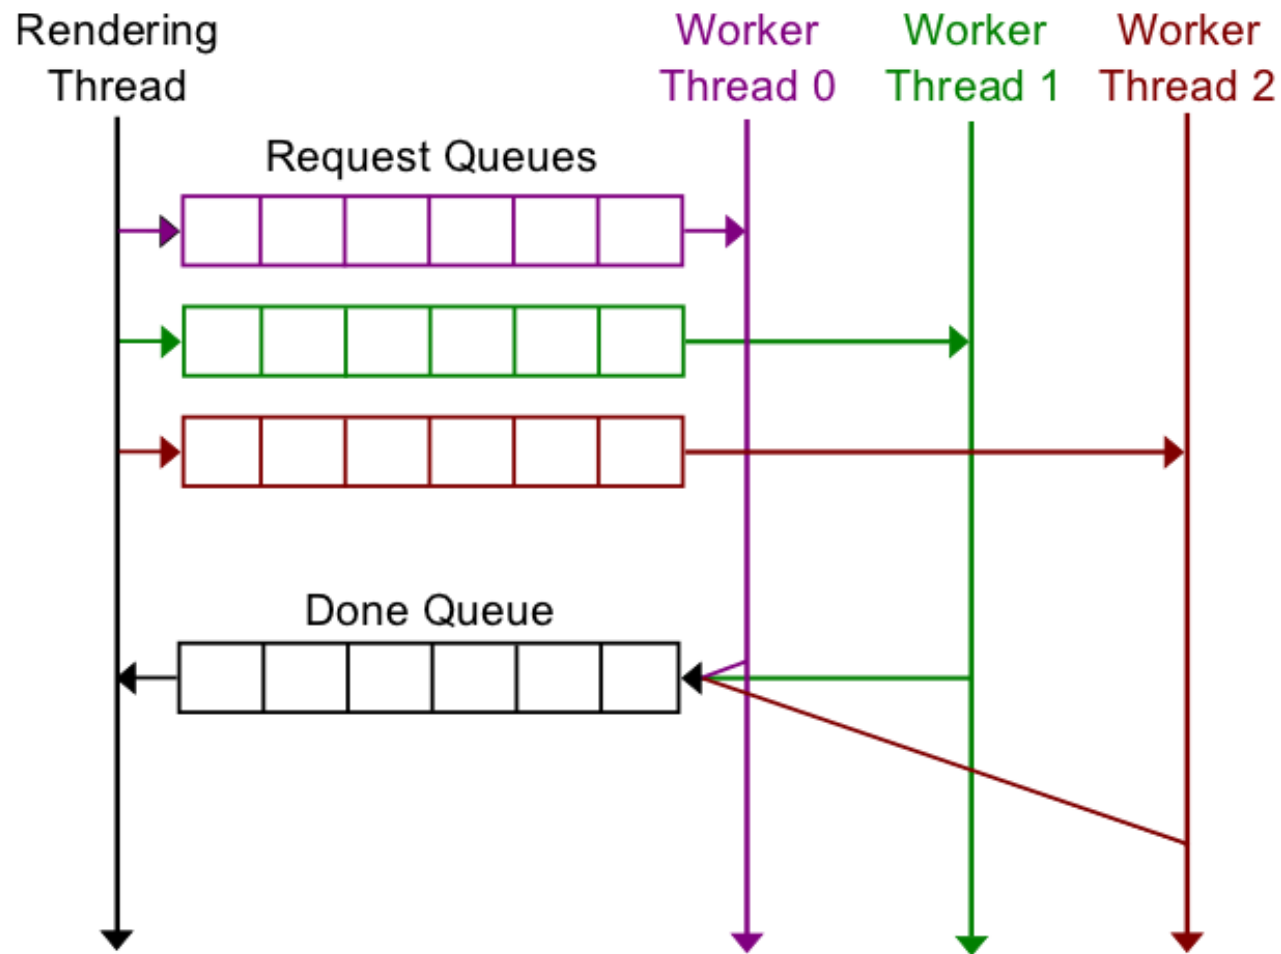 Rendering
Thread
Worker
Thread 0
Worker
Thread 1
Worker
Thread 2
Request Queues
Done Queue